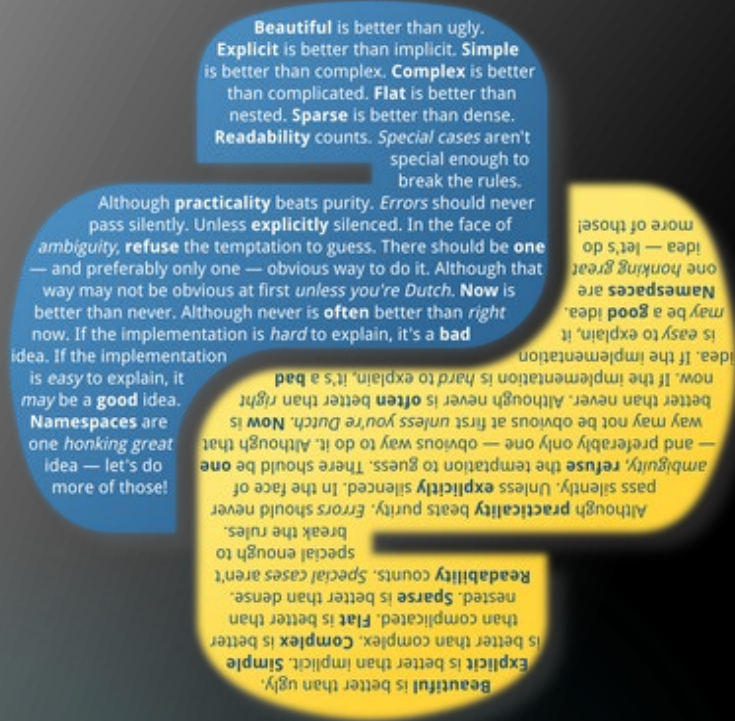 Beautiful is better than ugly.
Explicit is better than implicit. Simple
is better than complex. Complex is better
than complicated. Flat is better than
nested. Sparse is better than dense.
Readability counts. Special cases aren't
special enough to
break the rules.
Although practicality beats purity. Errors should never
pass silently. Unless explicitly silenced. In the face of
ambiguity, refuse the temptation to guess. There should be one
— and preferably only one — obvious way to do it. Although that
way may not be obvious at first unless you're Dutch. Now is
better than never. Although never is often better than right
now. If the implementation is hard to explain, it's a bad
idea. If the implementation
is easy to explain, it
may be a good idea.
Namespaces are
one honking great
idea — let's do
more of those!
Beautiful is better than ugly.
Explicit is better than implicit. Simple
is better than complex. Complex is better
than complicated. Flat is better than
nested. Sparse is better than dense.
Readability counts. Special cases aren't
special enough to
break the rules.
Although practicality beats purity. Errors should never
pass silently. Unless explicitly silenced. In the face of
ambiguity, refuse the temptation to guess. There should be one
— and preferably only one — obvious way to do it. Although that
way may not be obvious at first unless you're Dutch. Now is
better than never. Although never is often better than right
now. If the implementation is hard to explain, it's a bad
idea. If the implementation
is easy to explain, it
may be a good idea.
Namespaces are
one honking great
idea — let's do
more of those!